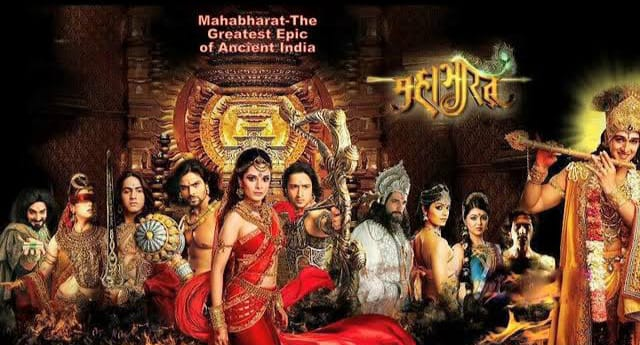 Mahabharat-The
Greatest Epic
of Ancient India
महाभारत